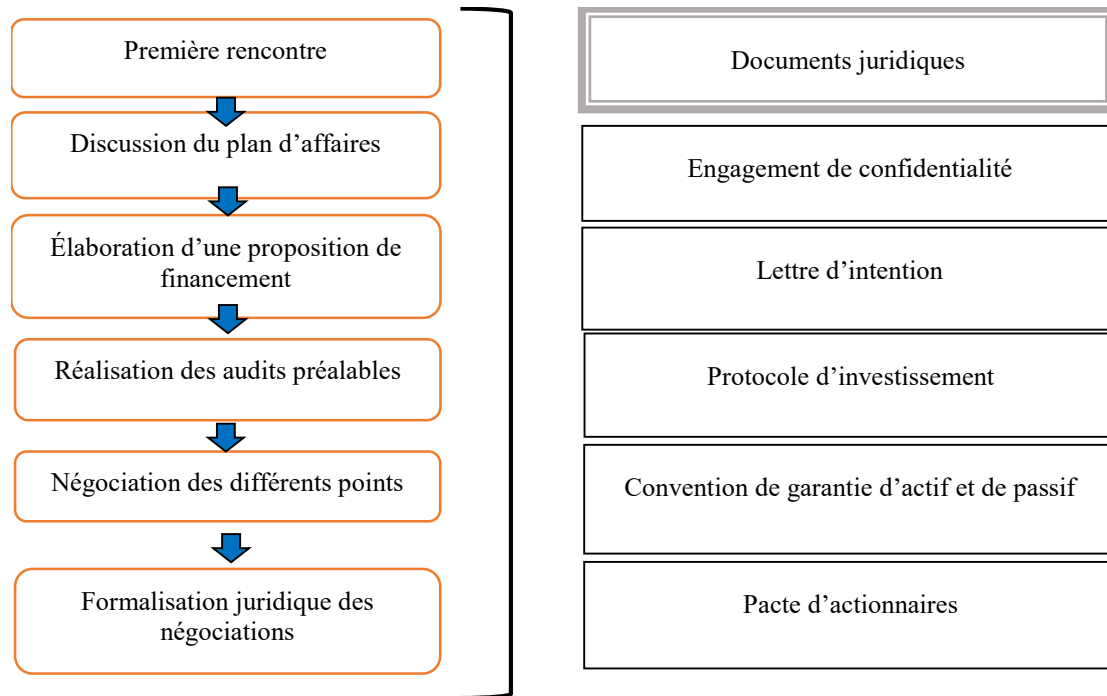 Première rencontre
Discussion du plan d’affaires
Élaboration d’une proposition de
financement
Réalisation des audits préalables
Négociation des différents points
Formalisation juridique des
négociations
Documents juridiques
Engagement de confidentialité
Lettre d’intention
Protocole d’investissement
Convention de garantie d’actif et de passif
Pacte d’actionnaires